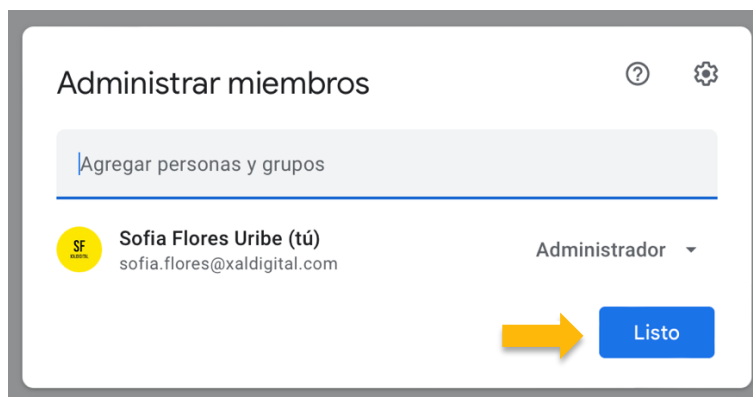 Administrar miembros
Agregar personas y grupos
SF
Sofia Flores Uribe (tú)
sofia.flores@xaldigital.com
Administrador
Listo